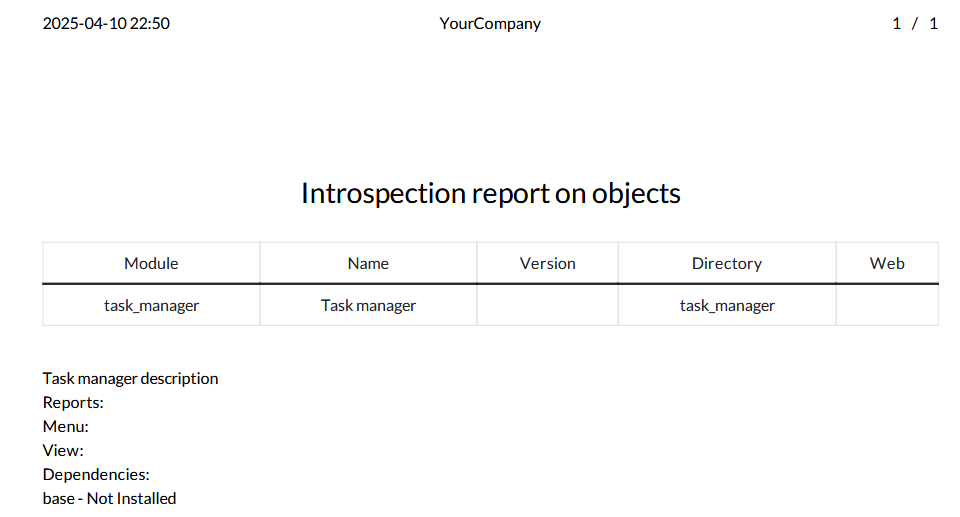 2025-04-10 22:50 YourCompany 1 / 1
Introspection report on objects
Module Name Version Directory Web
task_manager Task manager task_manager
Task manager description
Reports:
Menu:
View:
Dependencies:
base - Not Installed